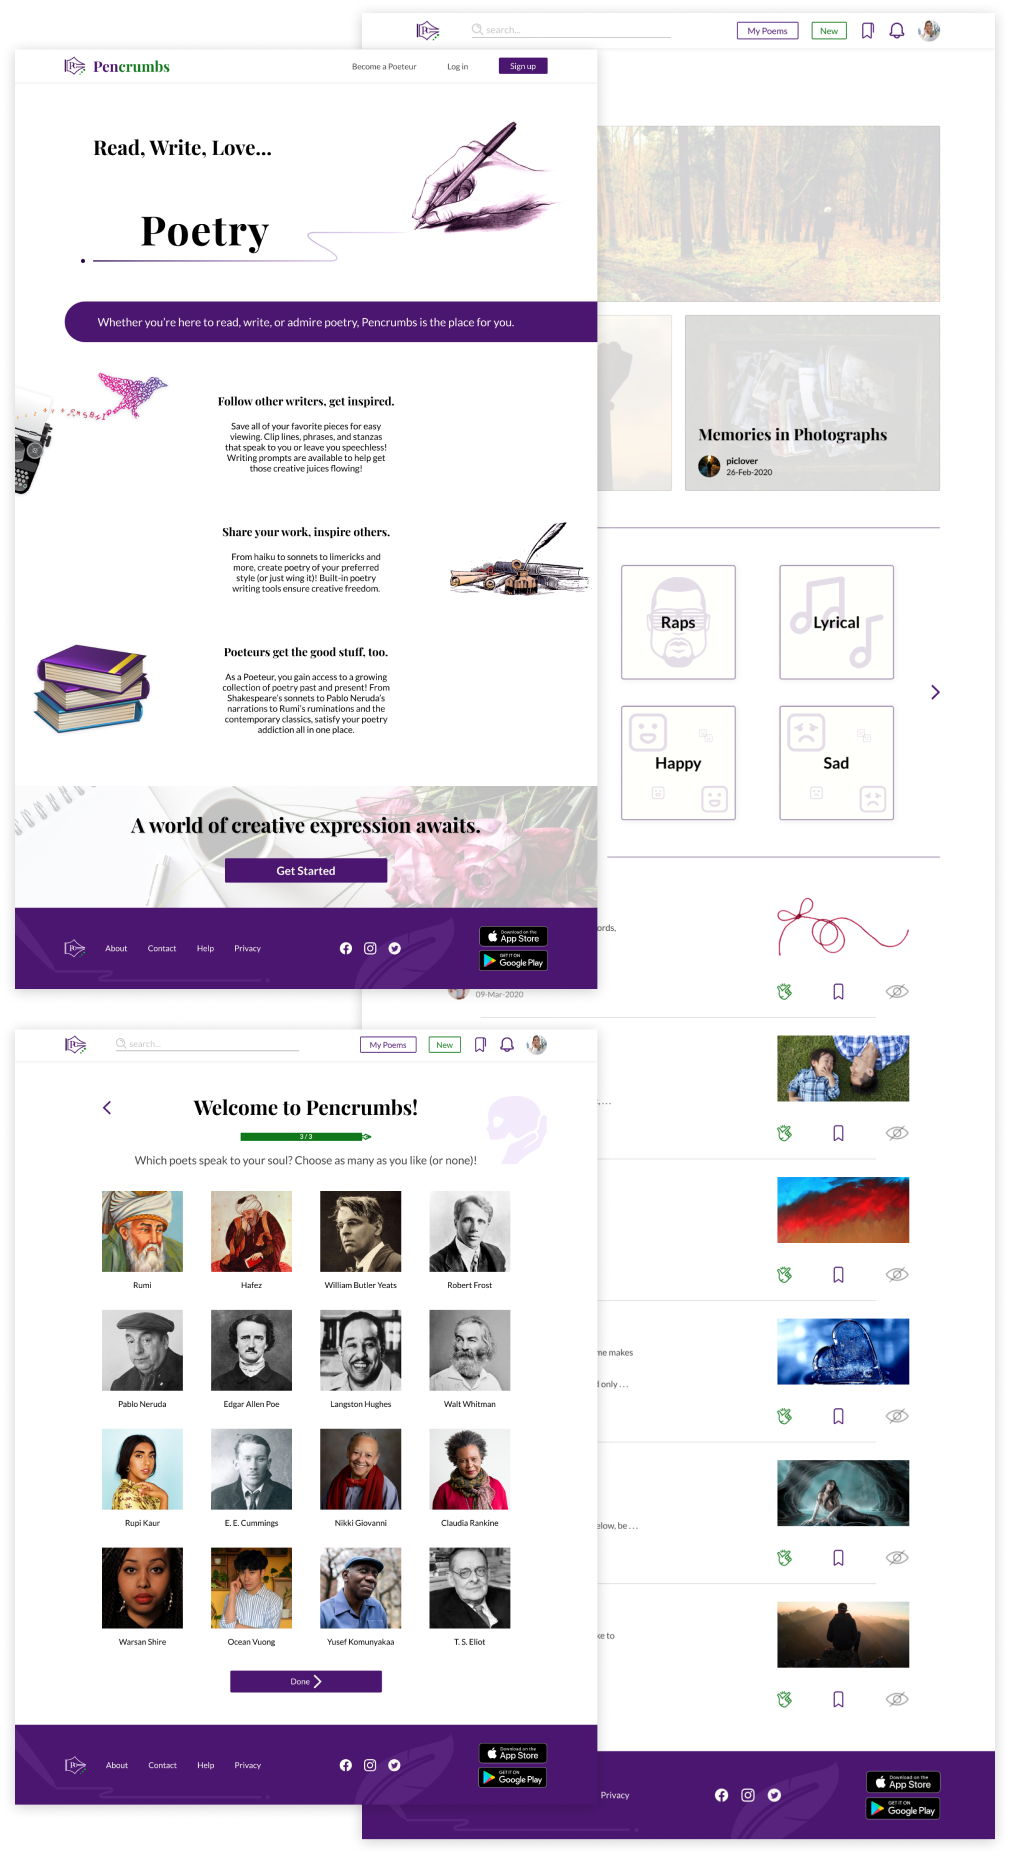 search...
My Poems
New
Pencrumbs
Become a Poeteur
Log in
Sign up
Read, Write, Love...
Poetry
Whether you're here to read, write, or admire poetry, Pencrumbs is the place for you.
Follow other writers, get inspired.
Save all of your favorite pieces for easy
viewing. Clip lines, phrases, and stanzas
that speak to you or leave you speechless!
Writing prompts are available to help get
those creative juices flowing!
Share your work, inspire others.
From haiku to sonnets to limericks and
more, create poetry of your preferred
style (or just wing it)! Built-in poetry
writing tools ensure creative freedom.
Poeteurs get the good stuff, too.
As a Poeteur, you gain access to a growing
collection of poetry past and present! From
Shakespeare's sonnets to Pablo Neruda's
narrations to Rumi's ruminations and the
contemporary classics, satisfy your poetry
addiction all in one place.
A world of creative expression awaits.
Get Started
About
Contact
Help
Privacy
Download on the
App Store
GET IT ON
Google Play
Memories in Photographs
piclover
26-Feb-2020
Raps
Lyrical
Happy
Sad
ords,
09-Mar-2020
, ...
me makes
l only ...
elow, be ...
ke to
Privacy
Download on the
App Store
GET IT ON
Google Play
search...
My Poems
New
Welcome to Pencrumbs!
3 / 3
Which poets speak to your soul? Choose as many as you like (or none)!
Rumi
Hafez
William Butler Yeats
Robert Frost
Pablo Neruda
Edgar Allen Poe
Langston Hughes
Walt Whitman
Rupi Kaur
E. E. Cummings
Nikki Giovanni
Claudia Rankine
Warsan Shire
Ocean Vuong
Yusef Komunyakaa
T. S. Eliot
Done
About
Contact
Help
Privacy
Download on the
App Store
GET IT ON
Google Play